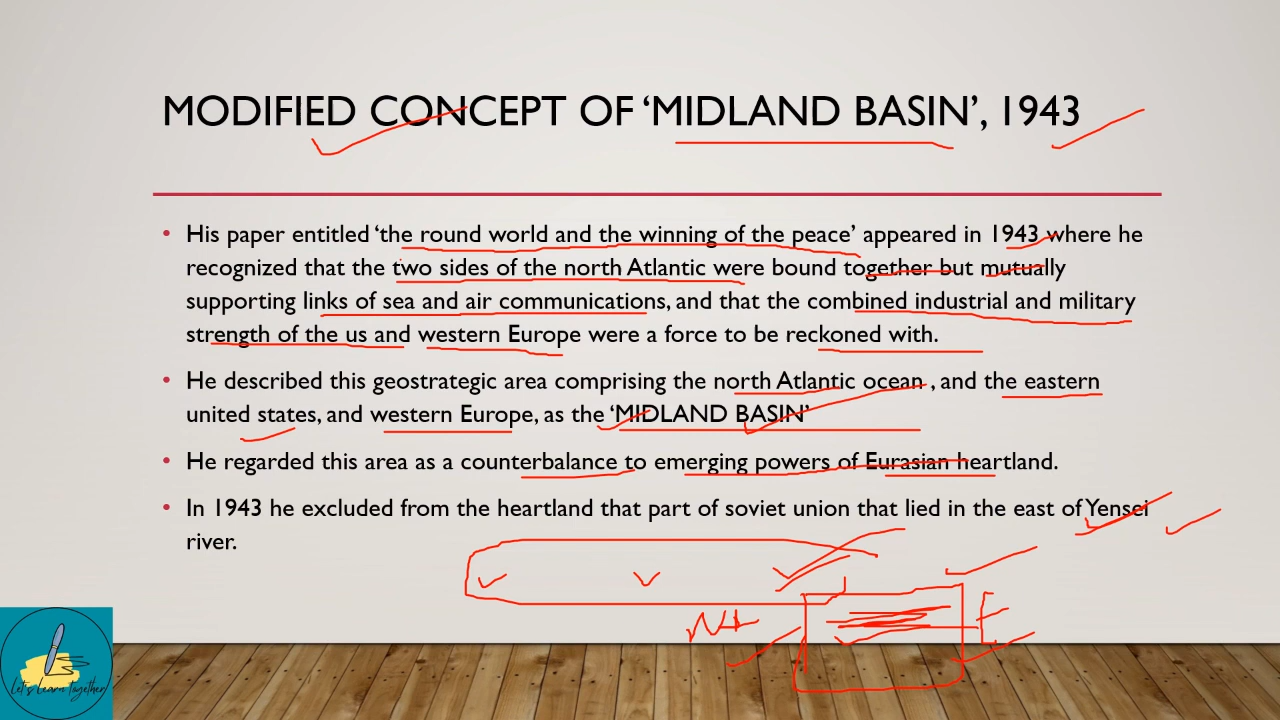 MODIFIED CONCEPT OF ‘MIDLAND BASIN’, 1943
• His paper entitled ‘the round world and the winning of the peace’ appeared in 1943 where he
recognized that the two sides of the north Atlantic were bound together but mutually
supporting links of sea and air communications, and that the combined industrial and military
strength of the us and western Europe were a force to be reckoned with.
• He described this geostrategic area comprising the north Atlantic ocean , and the eastern
united states, and western Europe, as the ‘MIDLAND BASIN’
• He regarded this area as a counterbalance to emerging powers of Eurasian heartland.
• In 1943 he excluded from the heartland that part of soviet union that lied in the east of Yensei
river.
E
Let's Learn Together